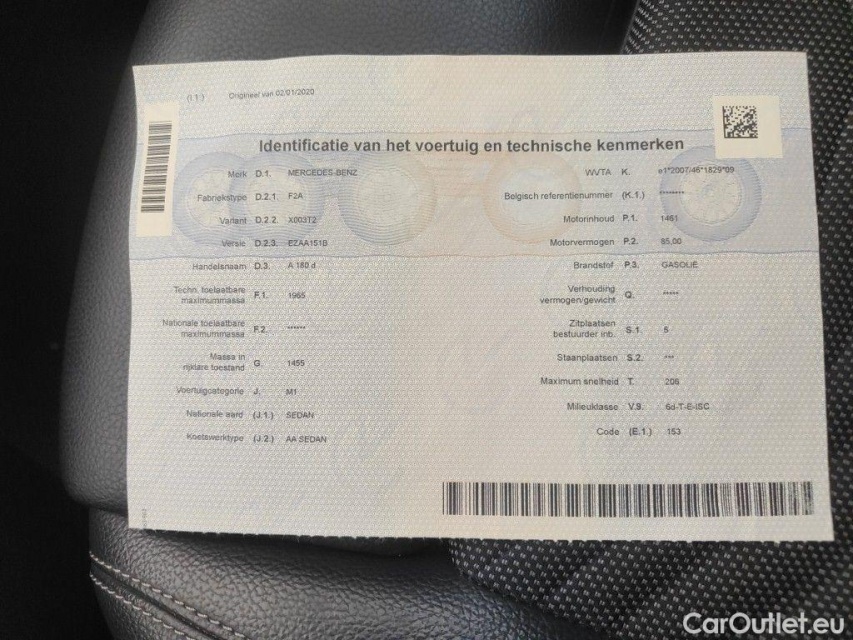 (I1) Origineel van 02/01/2020
Identificatie van het voertuig en technische kenmerken
Merk D.1. MERCEDES-BENZ
Fabriekstype D.2.1. F2A
Variant D.2.2. X003T2
Versie D.2.3. EZAA151B
Handelsnaam D.3. A 180 d
Techn. toelaatbare
maximummassa F.1. 1965
Nationale toelaatbare
maximummassa F.2. ******
Massa in
rijklare toestand G. 1455
Voertuigcategorie J. M1
Nationale aard (J.1.) SEDAN
Koetswerktype (J.2.) AA SEDAN
WVTA K. e1*2007/46*1829*09
Belgisch referentienummer (K.1.) ********
Motorinhoud P.1. 1461
Motorvermogen P.2. 85,00
Brandstof P.3. GASOLIE
Verhouding
vermogen/gewicht Q. *****
Zitplaatsen
bestuurder inb. S.1. 5
Staanplaatsen S.2. ***
Maximum snelheid T. 206
Milieuklasse V.9. 6d-T-E-ISC
Code (E.1.) 153
CarOutlet.eu